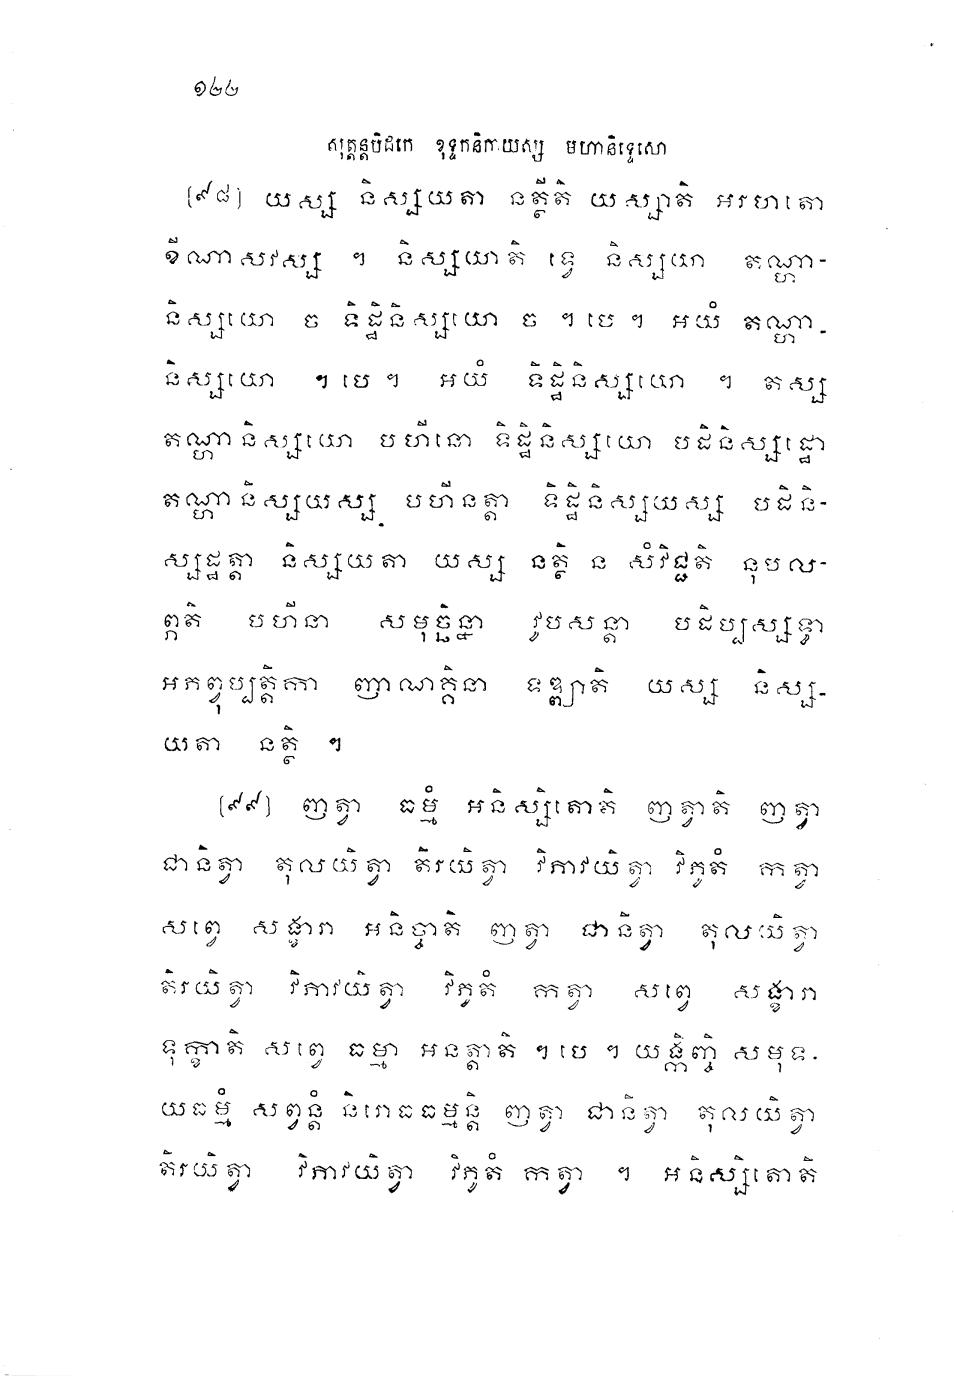 ១២២
សុត្តន្តបិដកេ ខុទ្ទកនិកាយស្ស មហានិទ្ទេសោ
(៩៨) យស្ស និស្សយតា នត្ថីតិ យស្សាតិ អរហតោ
ខីណាសវស្ស ។ និស្សយាតិ ទ្វេ និស្សយា តណ្ហា-
និស្សយោ ច ទិដ្ឋិនិស្សយោ ច ។ បេ ។ អយំ តណ្ហា-
និស្សយោ ។ បេ ។ អយំ ទិដ្ឋិនិស្សយោ ។ តស្ស
តណ្ហានិស្សយោ បហីនោ ទិដ្ឋិនិស្សយោ បដិនិស្សដ្ឋោ
តណ្ហានិស្សយស្ស បហីនត្តា ទិដ្ឋិនិស្សយស្ស បដិនិ-
ស្សដ្ឋត្តា និស្សយតា យស្ស នត្ថិ ន សំវិជ្ជតិ នុបល-
ព្ភតិ បហីនា សមុច្ឆិន្នា វូបសន្តា បដិប្បស្សទ្ធា
អភព្វុប្បត្តិកា ញាណគ្គិនា ទឌ្ឍាតិ យស្ស និស្ស-
យតា នត្ថិ ។
(៩៩) ញត្វា ធម្មំ អនិស្សិតោតិ ញត្វាតិ ញត្វា
ជានិត្វា តុលយិត្វា តីរយិត្វា វិភាវយិត្វា វិភូតំ កត្វា
សព្វេ សង្ខារា អនិច្ចាតិ ញត្វា ជានិត្វា តុលយិត្វា
តីរយិត្វា វិភាវយិត្វា វិភូតំ កត្វា សព្វេ សង្ខារា
ទុក្ខាតិ សព្វេ ធម្មា អនត្តាតិ ។ បេ ។ យង្កិញ្ចិ សមុទ-
យធម្មំ សព្វន្តំ និរោធធម្មន្តិ ញត្វា ជានិត្វា តុលយិត្វា
តីរយិត្វា វិភាវយិត្វា វិភូតំ កត្វា ។ អនិស្សិតោតិ